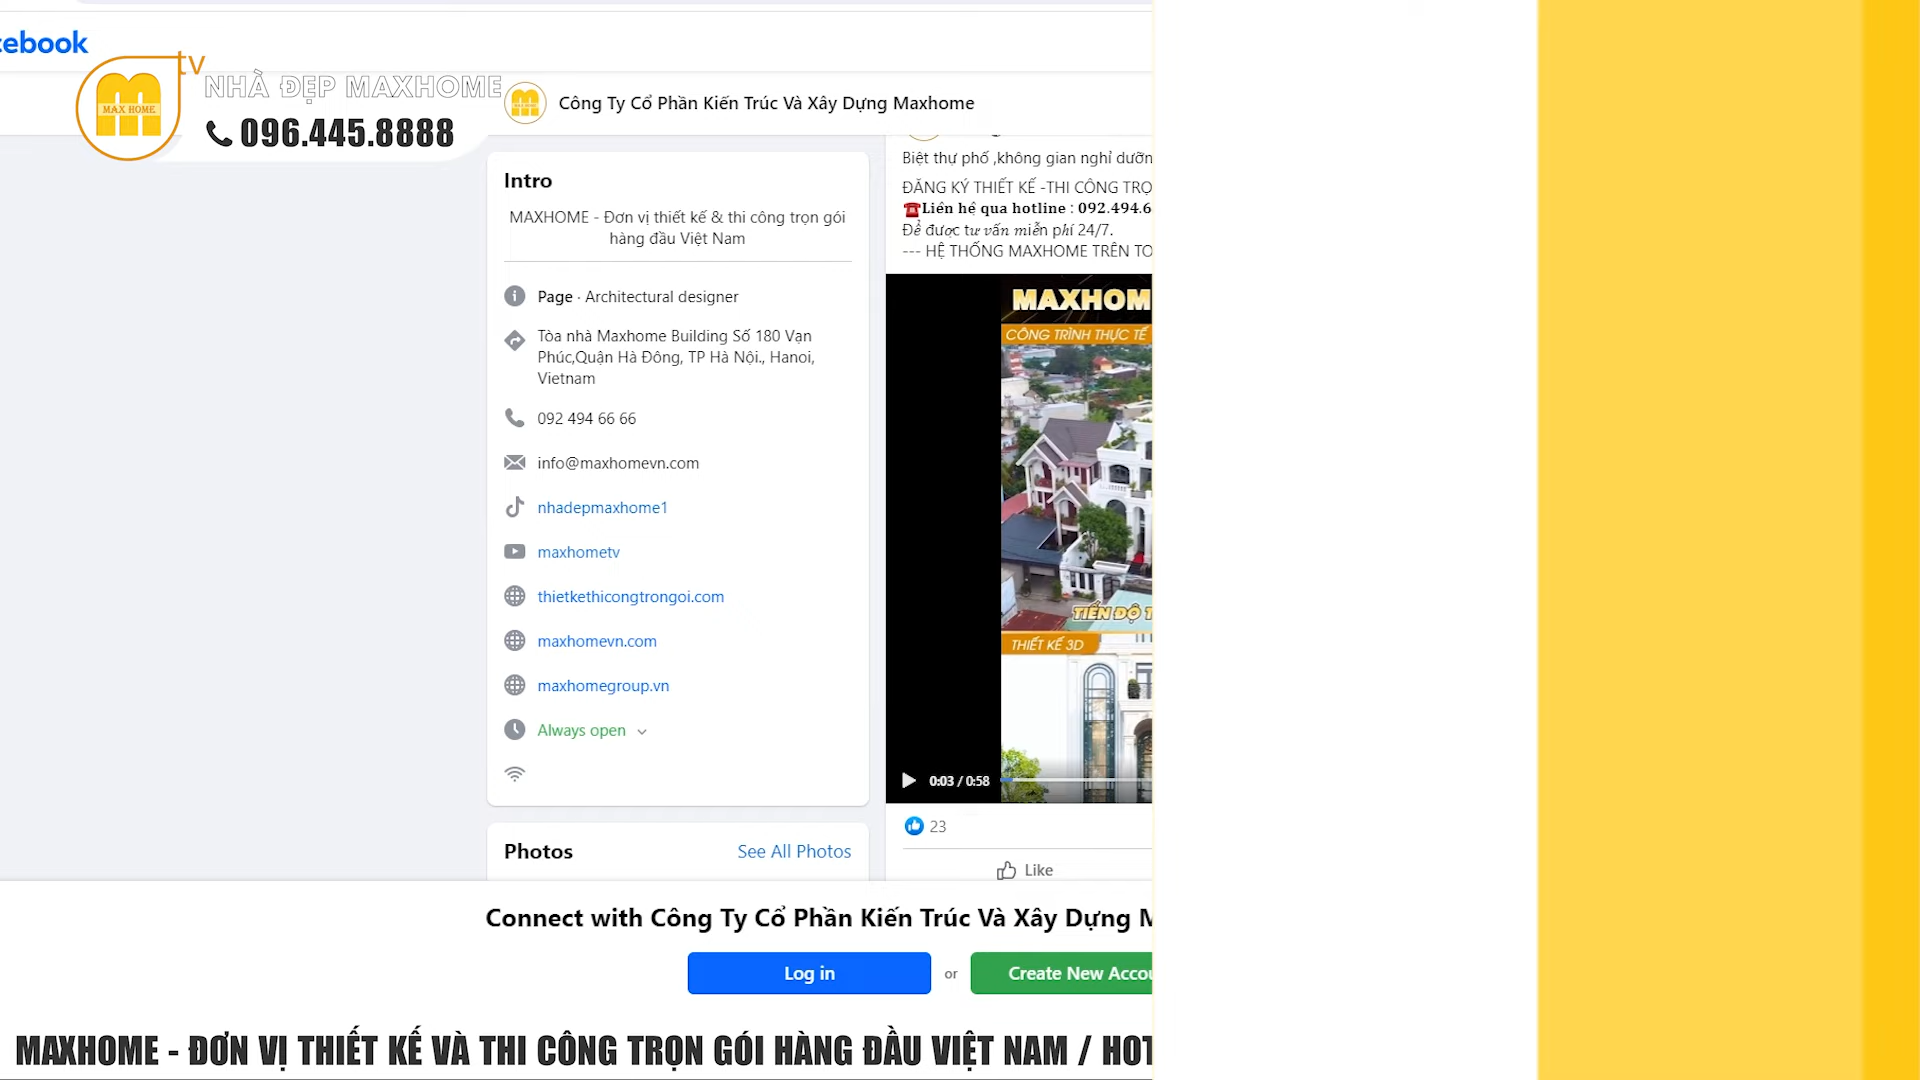 cebook
tv
NHÀ ĐẸP MAXHOME
MAX HOME
096.445.8888
Công Ty Cổ Phần Kiến Trúc Và Xây Dựng Maxhome
Intro
MAXHOME - Đơn vị thiết kế & thi công trọn gói
hàng đầu Việt Nam
Page · Architectural designer
Tòa nhà Maxhome Building Số 180 Vạn
Phúc,Quận Hà Đông, TP Hà Nội., Hanoi,
Vietnam
092 494 66 66
info@maxhomevn.com
nhadepmaxhome1
maxhometv
thietkethicongtrongoi.com
maxhomevn.com
maxhomegroup.vn
Always open
Photos
See All Photos
Biệt thự phố ,không gian nghỉ dưỡn
ĐĂNG KÝ THIẾT KẾ -THI CÔNG TRỌ
Liên hệ qua hotline : 092.494.6
Để được tư vấn miễn phí 24/7.
--- HỆ THỐNG MAXHOME TRÊN TO
MAXHOM
CÔNG TRÌNH THỰC TẾ
TIẾN ĐỘ T
THIẾT KẾ 3D
0:03 / 0:58
23
Like
Connect with Công Ty Cổ Phần Kiến Trúc Và Xây Dựng M
Log in
or
Create New Accou
MAXHOME - ĐƠN VỊ THIẾT KẾ VÀ THI CÔNG TRỌN GÓI HÀNG ĐẦU VIỆT NAM / HOT